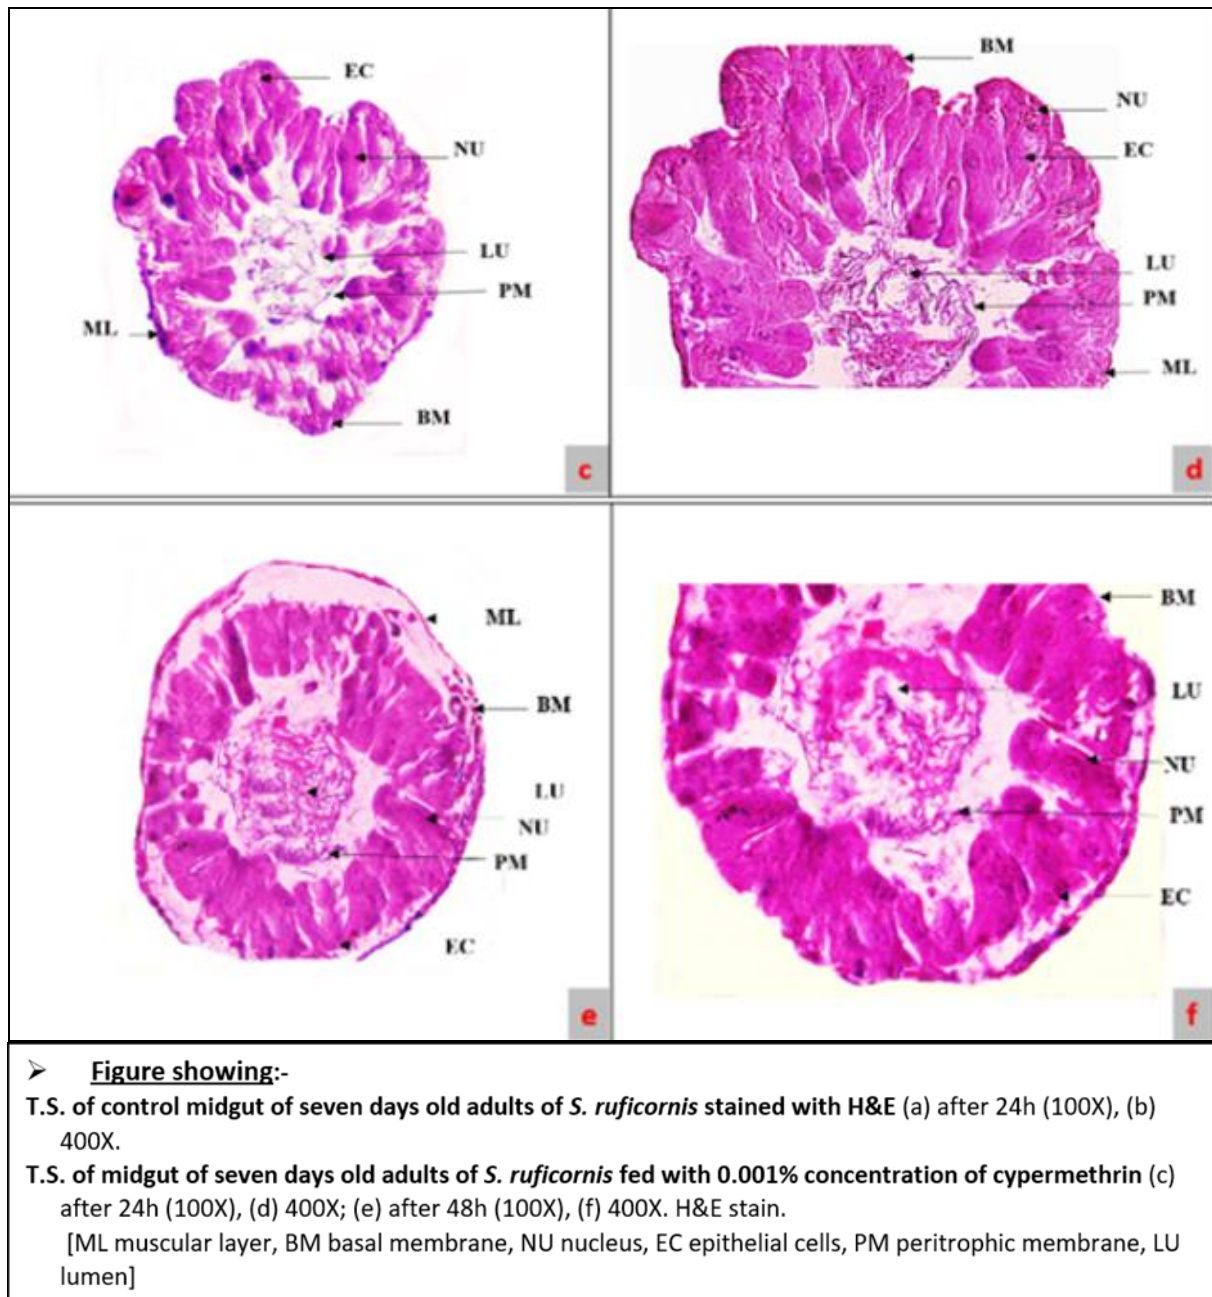 EC
NU
LU
PM
ML
BM
c
BM
NU
EC
LU
PM
ML
d
ML
BM
LU
NU
PM
EC
e
BM
LU
NU
PM
EC
f
➢ Figure showing:-
T.S. of control midgut of seven days old adults of S. ruficornis stained with H&E (a) after 24h (100X), (b)
400X.
T.S. of midgut of seven days old adults of S. ruficornis fed with 0.001% concentration of cypermethrin (c)
after 24h (100X), (d) 400X; (e) after 48h (100X), (f) 400X. H&E stain.
[ML muscular layer, BM basal membrane, NU nucleus, EC epithelial cells, PM peritrophic membrane, LU
lumen]